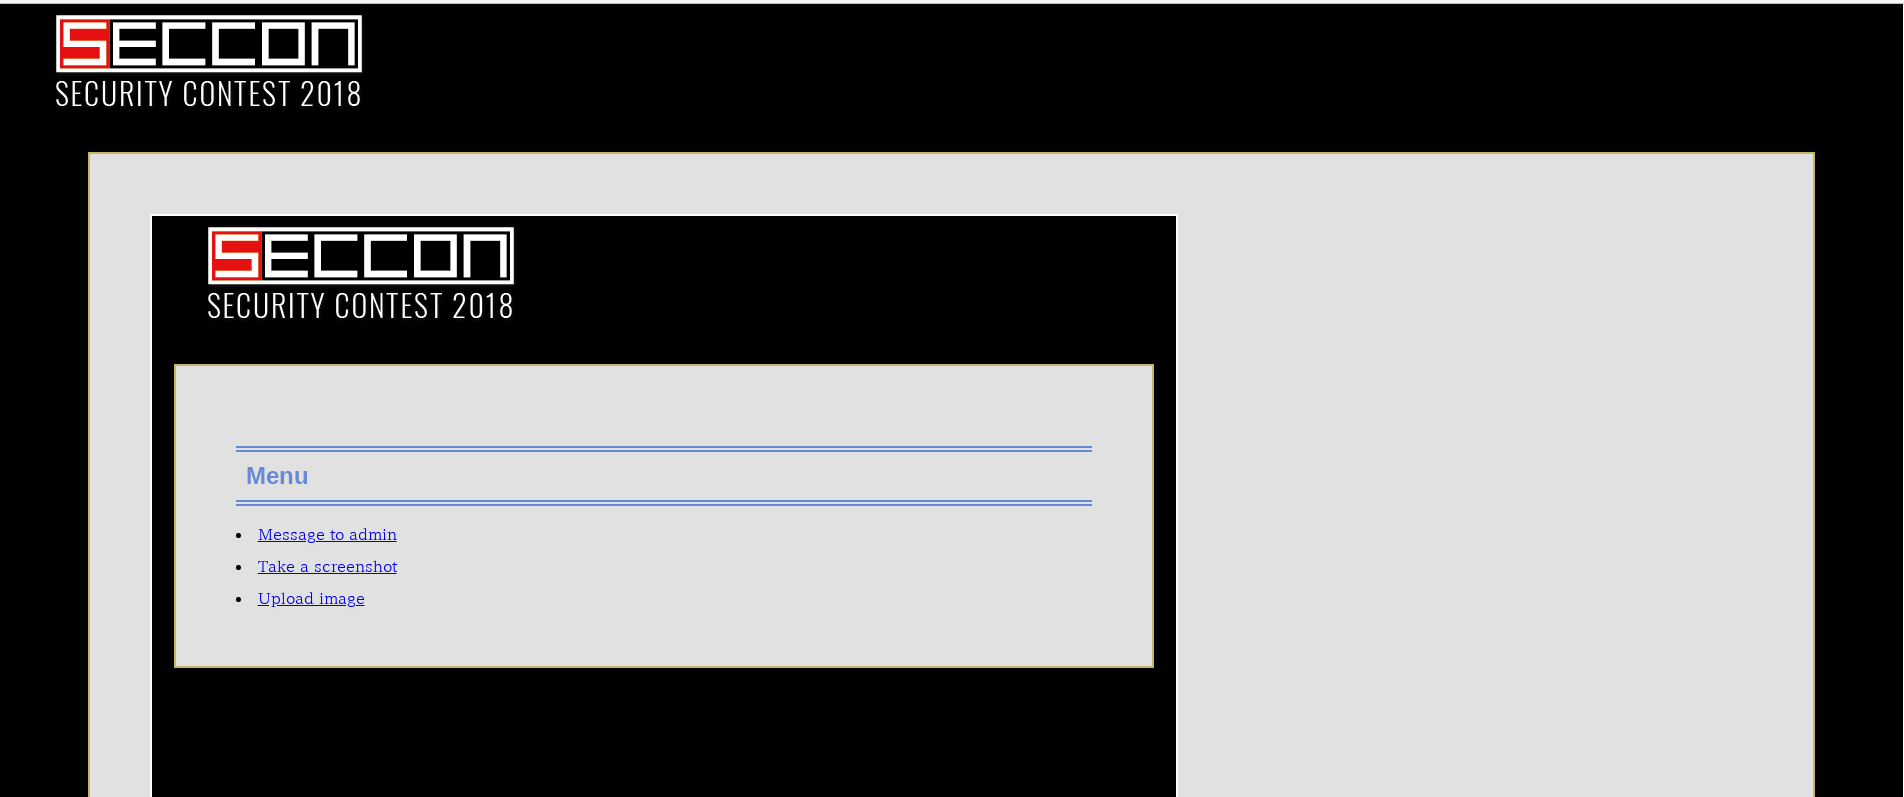 SECCON
SECURITY CONTEST 2018
SECCON
SECURITY CONTEST 2018
Menu
Message to admin
Take a screenshot
Upload image